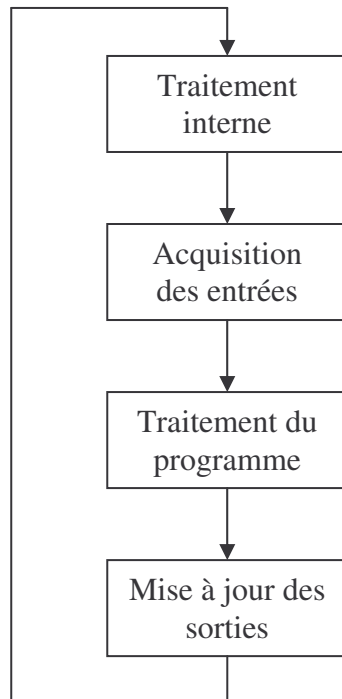 Traitement
interne
Acquisition
des entrées
Traitement du
programme
Mise à jour des
sorties